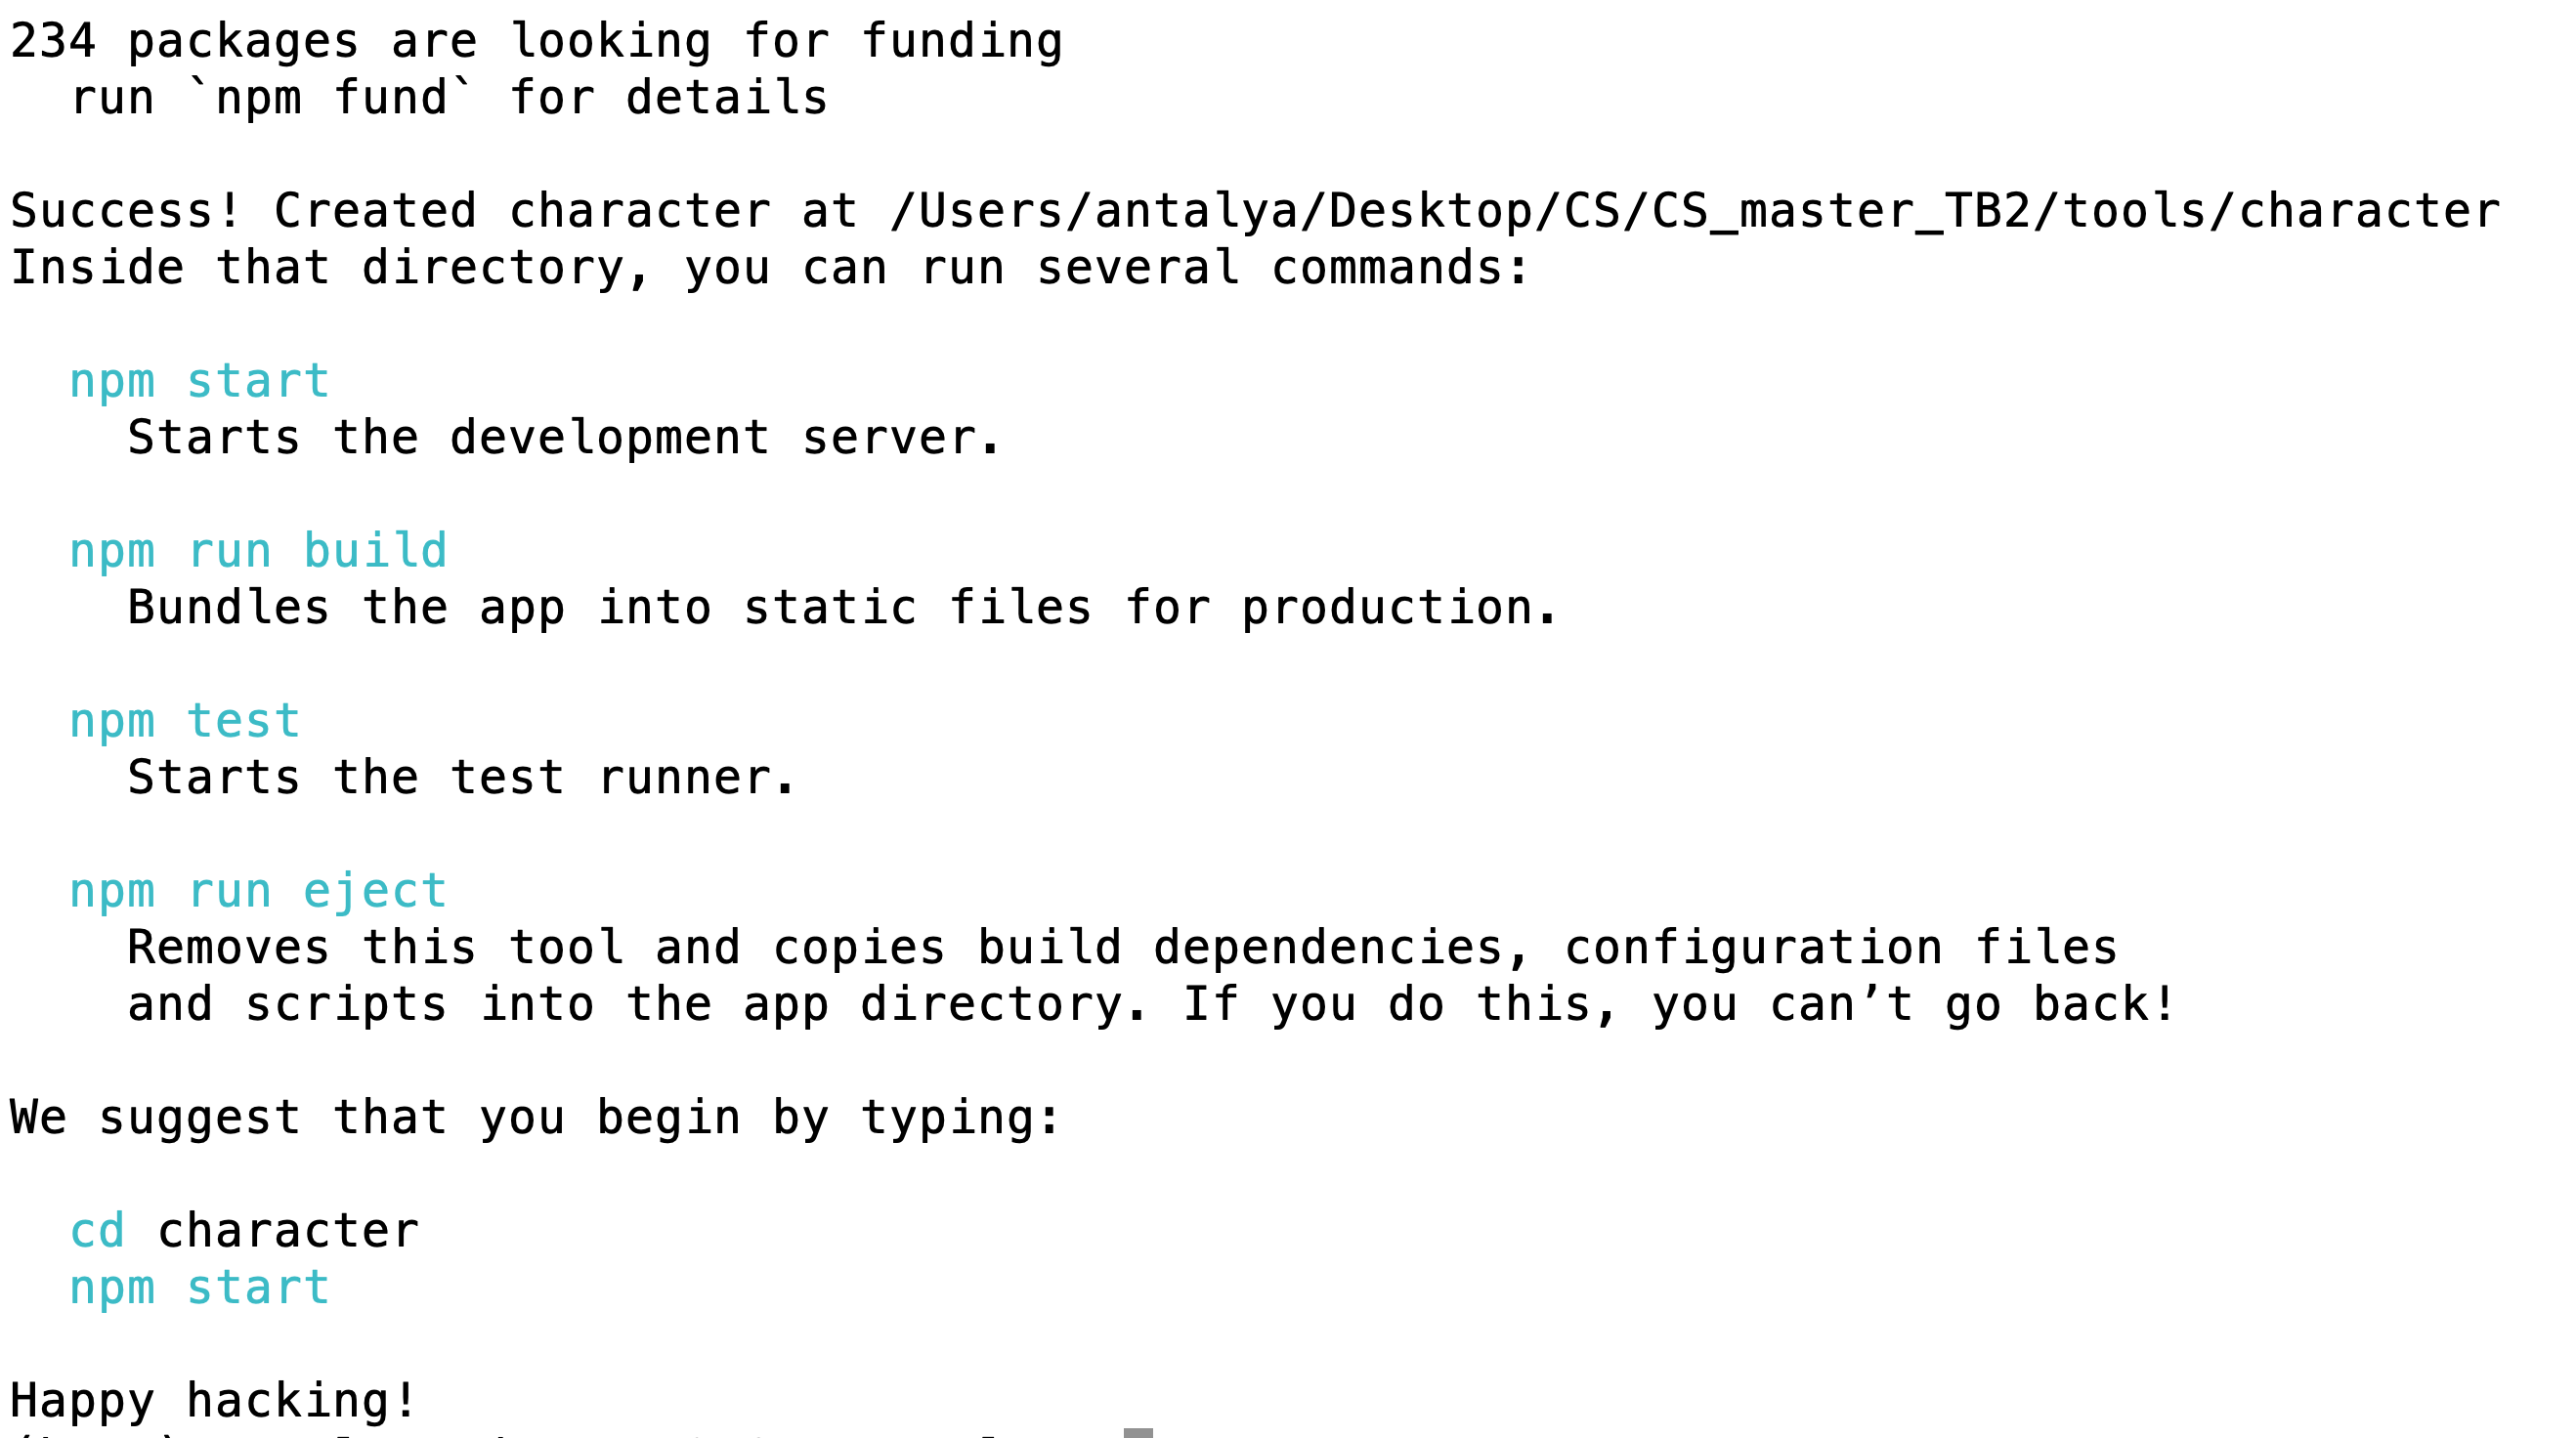 234 packages are looking for funding
  run `npm fund` for details

Success! Created character at /Users/antalya/Desktop/CS/CS_master_TB2/tools/character
Inside that directory, you can run several commands:

  npm start
    Starts the development server.

  npm run build
    Bundles the app into static files for production.

  npm test
    Starts the test runner.

  npm run eject
    Removes this tool and copies build dependencies, configuration files
    and scripts into the app directory. If you do this, you can’t go back!

We suggest that you begin by typing:

  cd character
  npm start

Happy hacking!